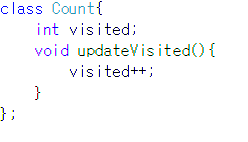 class Count{
    int visited;
    void updateVisited(){
        visited++;
    }
};